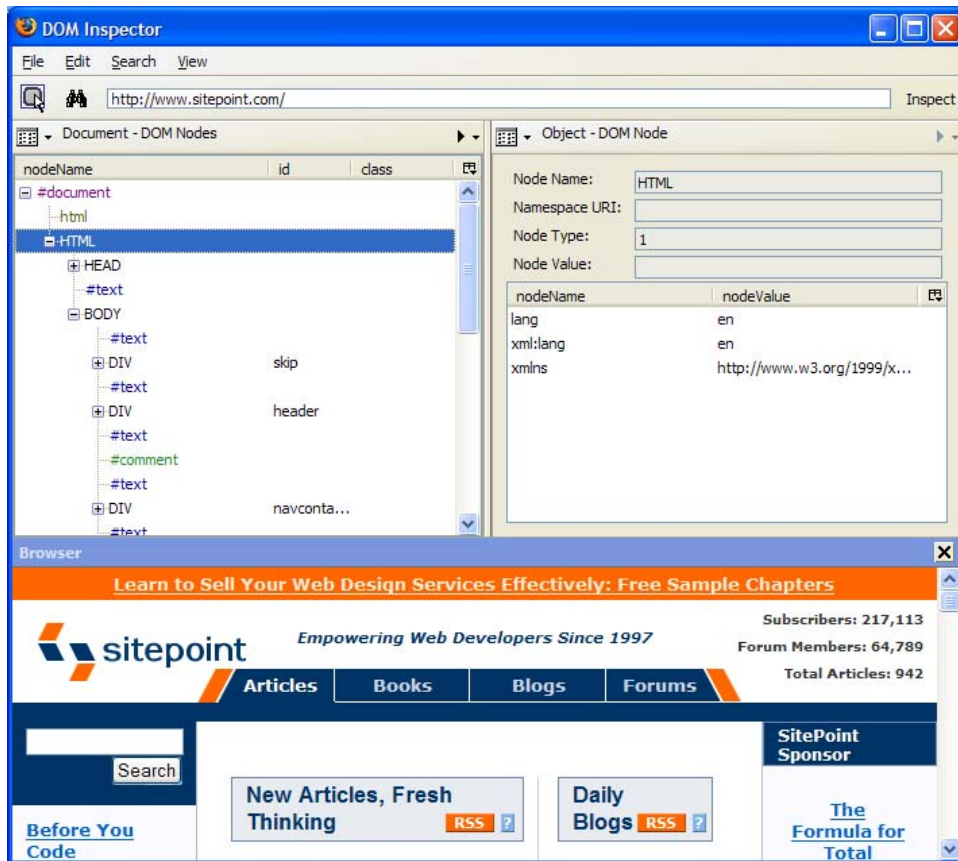 DOM Inspector
File Edit Search View
http://www.sitepoint.com/ Inspect
Document - DOM Nodes
nodeName id class
#document
html
HTML
HEAD
#text
BODY
#text
DIV skip
#text
DIV header
#text
#comment
#text
DIV navconta...
#text
Object - DOM Node
Node Name: HTML
Namespace URI:
Node Type: 1
Node Value:
nodeName nodeValue
lang en
xml:lang en
xmlns http://www.w3.org/1999/x...
Browser
Learn to Sell Your Web Design Services Effectively: Free Sample Chapters
sitepoint
Empowering Web Developers Since 1997
Subscribers: 217,113
Forum Members: 64,789
Total Articles: 942
Articles Books Blogs Forums
Search
Before You
Code
New Articles, Fresh
Thinking RSS ?
Daily
Blogs RSS ?
SitePoint
Sponsor
The
Formula for
Total